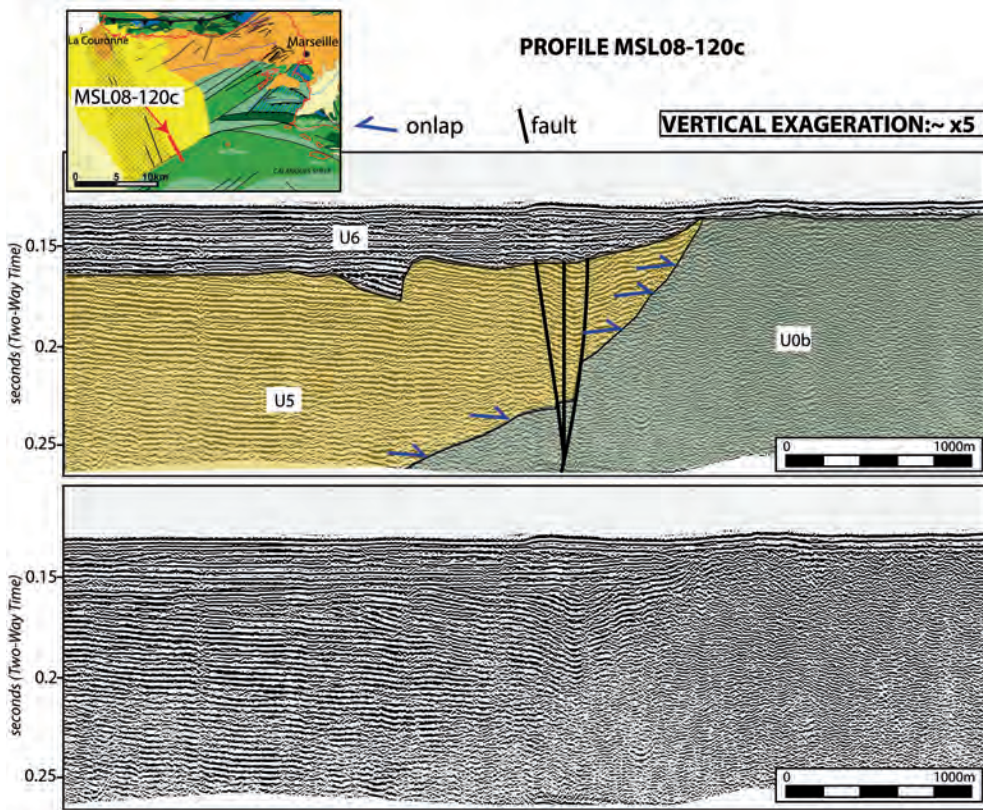 La Couronne
Marseille
MSL08-120c
0 5 10km
PROFILE MSL08-120c
onlap
fault
VERTICAL EXAGERATION:~ x5
seconds (Two-Way Time)
0.15
0.2
0.25
U6
U5
U0b
0 1000m
seconds (Two-Way Time)
0.15
0.2
0.25
0 1000m